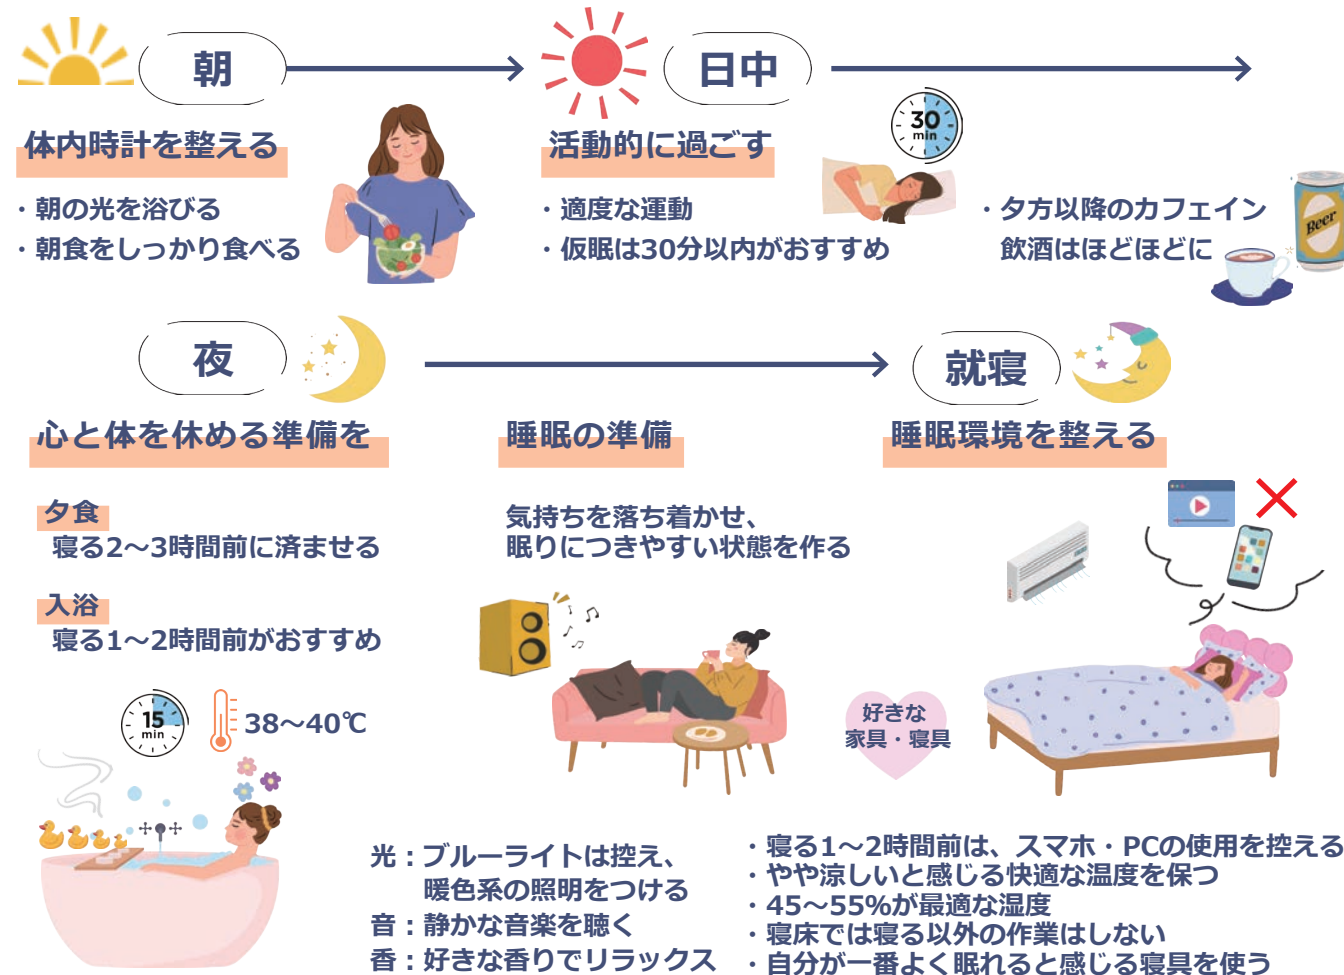 朝
体内時計を整える
・朝の光を浴びる
・朝食をしっかり食べる
日中
活動的に過ごす
30
min
・適度な運動
・仮眠は30分以内がおすすめ
・夕方以降のカフェイン
飲酒はほどほどに
Beer
夜
心と体を休める準備を
夕食
寝る2～3時間前に済ませる
入浴
寝る1～2時間前がおすすめ
15
min
38～40℃
睡眠の準備
気持ちを落ち着かせ、
眠りにつきやすい状態を作る
光：ブルーライトは控え、
暖色系の照明をつける
音：静かな音楽を聴く
香：好きな香りでリラックス
就寝
睡眠環境を整える
好きな
家具・寝具
・寝る1～2時間前は、スマホ・PCの使用を控える
・やや涼しいと感じる快適な温度を保つ
・45～55%が最適な湿度
・寝床では寝る以外の作業はしない
・自分が一番よく眠れると感じる寝具を使う